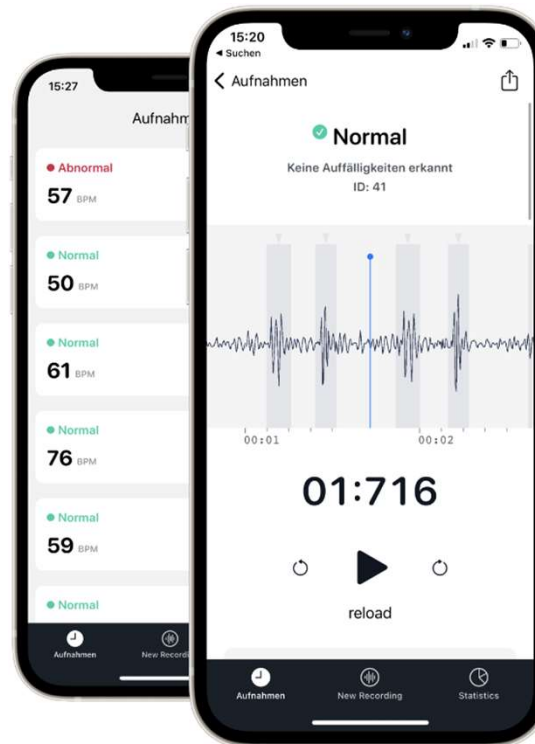 15:27
Aufnahm
Abnormal
57 BPM
Normal
50 BPM
Normal
61 BPM
Normal
76 BPM
Normal
59 BPM
Normal
Aufnahmen
New Recordi
15:20
Suchen
Aufnahmen
Normal
Keine Auffälligkeiten erkannt
ID: 41
00:01
00:02
01:716
reload
Aufnahmen
New Recording
Statistics